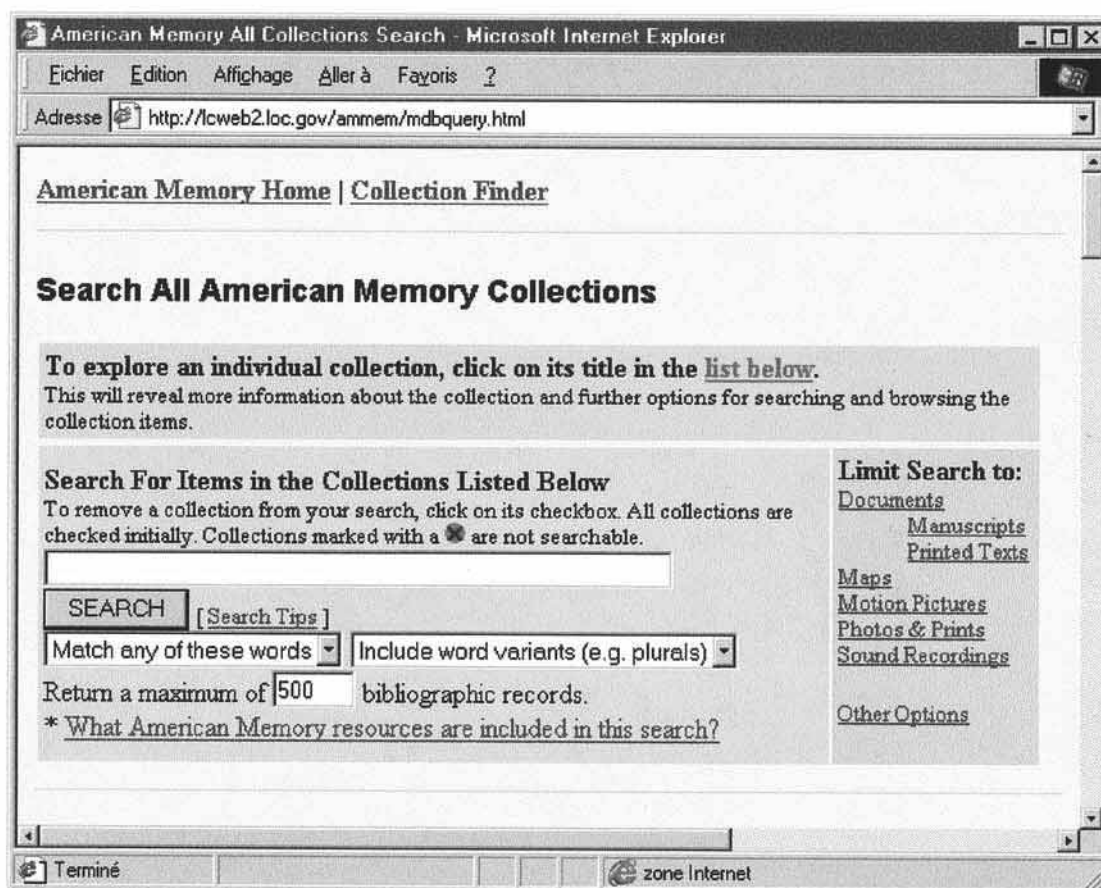 American Memory All Collections Search - Microsoft Internet Explorer
Fichier Edition Affichage Aller à Favoris ?
Adresse http://lcweb2.loc.gov/ammem/mdbquery.html
American Memory Home | Collection Finder
Search All American Memory Collections
To explore an individual collection, click on its title in the list below.
This will reveal more information about the collection and further options for searching and browsing the
collection items.
Search For Items in the Collections Listed Below
To remove a collection from your search, click on its checkbox. All collections are
checked initially. Collections marked with a are not searchable.
SEARCH [ Search Tips ]
Match any of these words Include word variants (e.g. plurals)
Return a maximum of 500 bibliographic records.
* What American Memory resources are included in this search?
Limit Search to:
Documents
Manuscripts
Printed Texts
Maps
Motion Pictures
Photos & Prints
Sound Recordings
Other Options
Terminé zone Internet